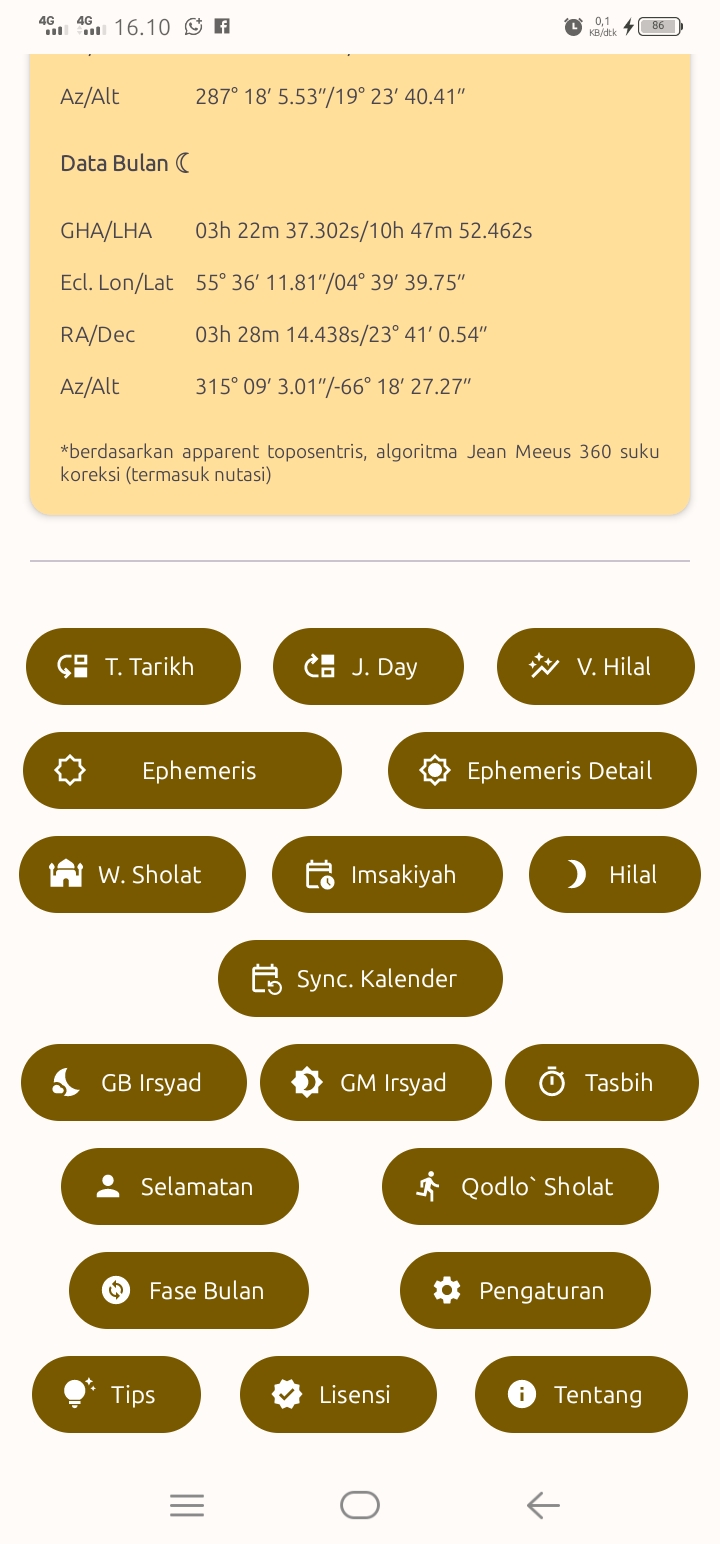 4G 4G 16.10 0,1 KB/dtk 86
Az/Alt 287° 18′ 5.53″/19° 23′ 40.41″
Data Bulan ☾
GHA/LHA 03h 22m 37.302s/10h 47m 52.462s
Ecl. Lon/Lat 55° 36′ 11.81″/04° 39′ 39.75″
RA/Dec 03h 28m 14.438s/23° 41′ 0.54″
Az/Alt 315° 09′ 3.01″/-66° 18′ 27.27″
*berdasarkan apparent toposentris, algoritma Jean Meeus 360 suku
koreksi (termasuk nutasi)
T. Tarikh J. Day V. Hilal
Ephemeris Ephemeris Detail
W. Sholat Imsakiyah Hilal
Sync. Kalender
GB Irsyad GM Irsyad Tasbih
Selamatan Qodlo` Sholat
Fase Bulan Pengaturan
Tips Lisensi Tentang